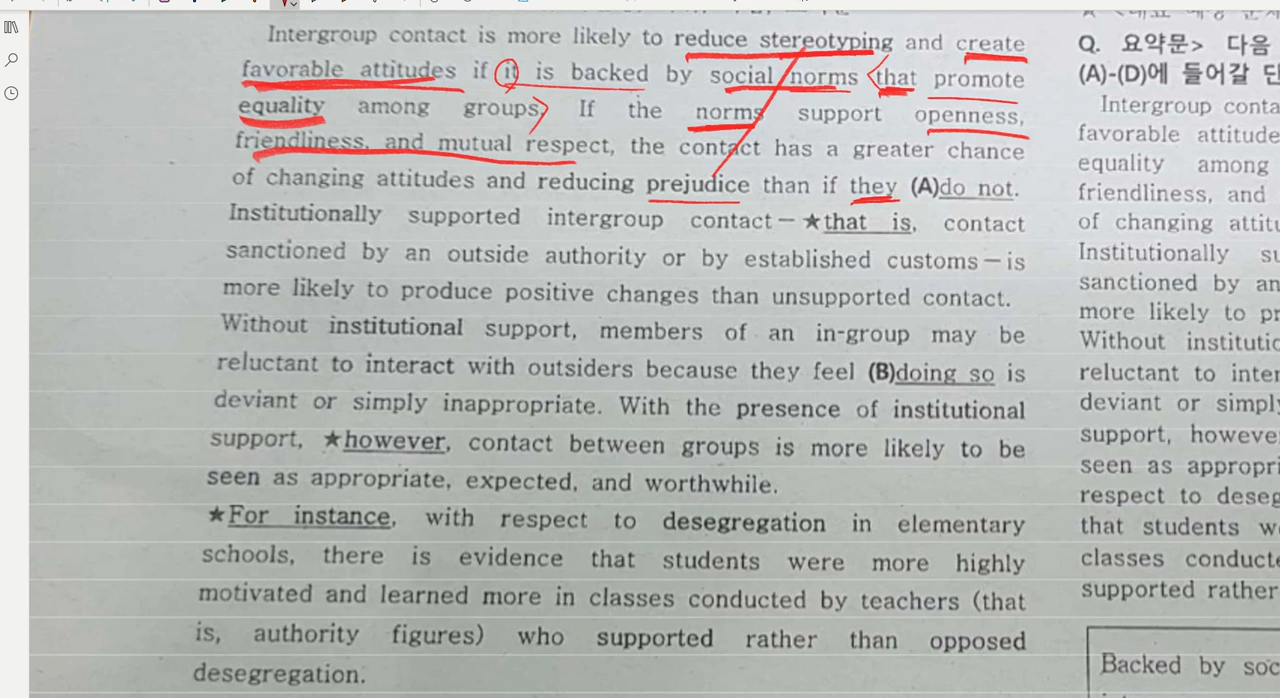 Intergroup contact is more likely to reduce stereotyping and create
favorable attitudes if it is backed by social norms that promote
equality among groups. If the norms support openness,
friendliness, and mutual respect, the contact has a greater chance
of changing attitudes and reducing prejudice than if they (A)do not.
Institutionally supported intergroup contact — ★that is, contact
sanctioned by an outside authority or by established customs — is
more likely to produce positive changes than unsupported contact.
Without institutional support, members of an in-group may be
reluctant to interact with outsiders because they feel (B)doing so is
deviant or simply inappropriate. With the presence of institutional
support, ★however, contact between groups is more likely to be
seen as appropriate, expected, and worthwhile.
★For instance, with respect to desegregation in elementary
schools, there is evidence that students were more highly
motivated and learned more in classes conducted by teachers (that
is, authority figures) who supported rather than opposed
desegregation.
Q. 요약문> 다음
(A)-(D)에 들어갈 단
Intergroup conta
favorable attitude
equality among
friendliness, and
of changing attitu
Institutionally su
sanctioned by an
more likely to pr
Without institutio
reluctant to inter
deviant or simply
support, howeve
seen as appropri
respect to deseg
that students w
classes conducte
supported rather
Backed by soc